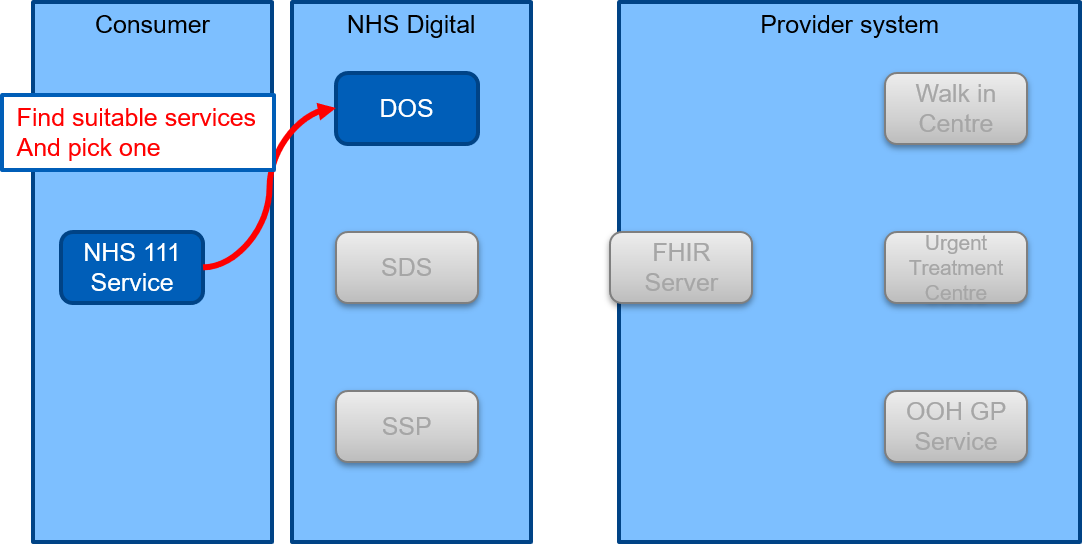 Consumer
NHS Digital
Provider system
Find suitable services
And pick one
DOS
Walk in
Centre
NHS 111
Service
SDS
FHIR
Server
Urgent
Treatment
Centre
SSP
OOH GP
Service